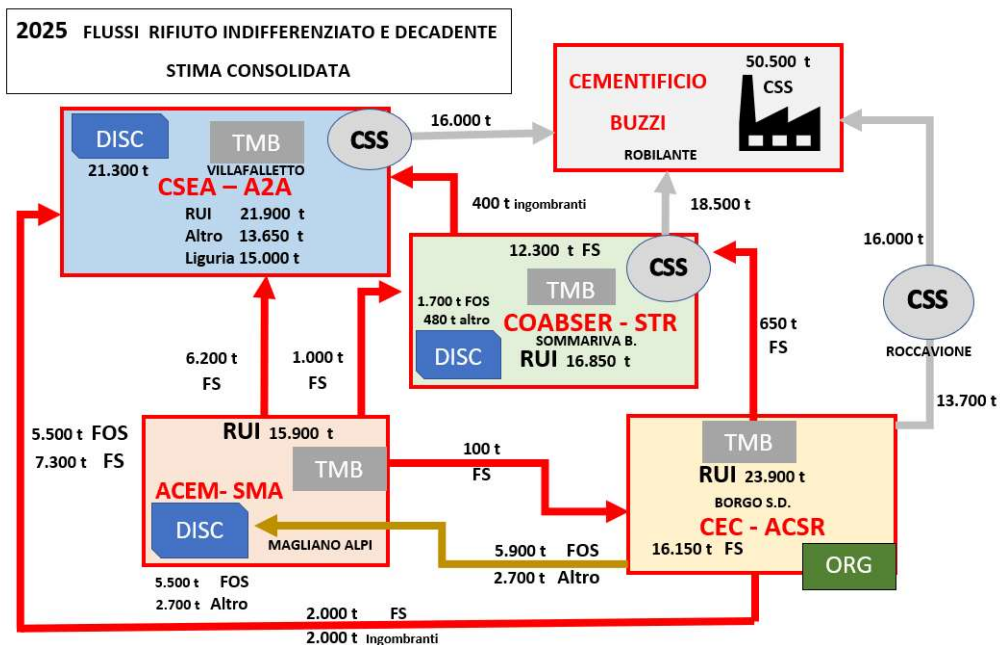 2025 FLUSSI RIFIUTO INDIFFERENZIATO E DECADENTE
STIMA CONSOLIDATA
50.500 t
CSS
CEMENTIFICIO
BUZZI
ROBILANTE
DISC
21.300 t
TMB
VILLAFALLETTO
CSS
CSEA – A2A
RUI 21.900 t
Altro 13.650 t
Liguria 15.000 t
16.000 t
400 t ingombranti
18.500 t
16.000 t
12.300 t FS
TMB
CSS
1.700 t FOS
480 t altro
COABSER - STR
SOMMARIVA B.
DISC
RUI 16.850 t
CSS
ROCCAVIONE
650 t
FS
13.700 t
6.200 t
FS
1.000 t
FS
5.500 t FOS
7.300 t FS
RUI 15.900 t
TMB
ACEM- SMA
DISC
MAGLIANO ALPI
100 t
FS
TMB
RUI 23.900 t
BORGO S.D.
CEC - ACSR
16.150 t FS
ORG
5.900 t FOS
2.700 t Altro
5.500 t FOS
2.700 t Altro
2.000 t FS
2.000 t Ingombranti